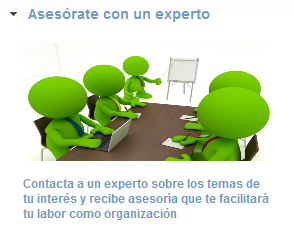 Asesórate con un experto
Contacta a un experto sobre los temas de
tu interés y recibe asesoría que te facilitará
tu labor como organización